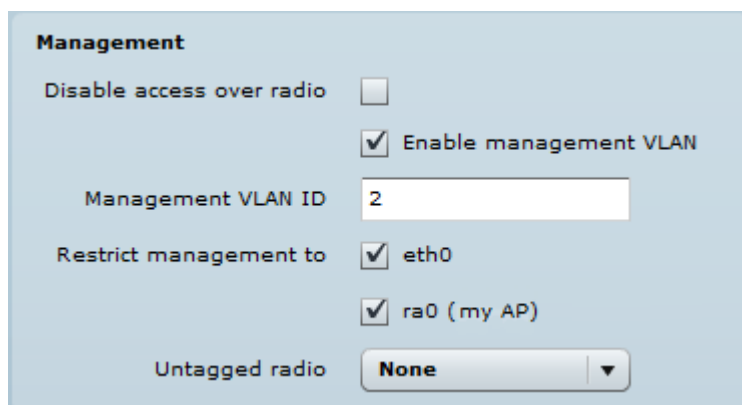 Management
Disable access over radio
Enable management VLAN
Management VLAN ID 2
Restrict management to eth0
ra0 (my AP)
Untagged radio None